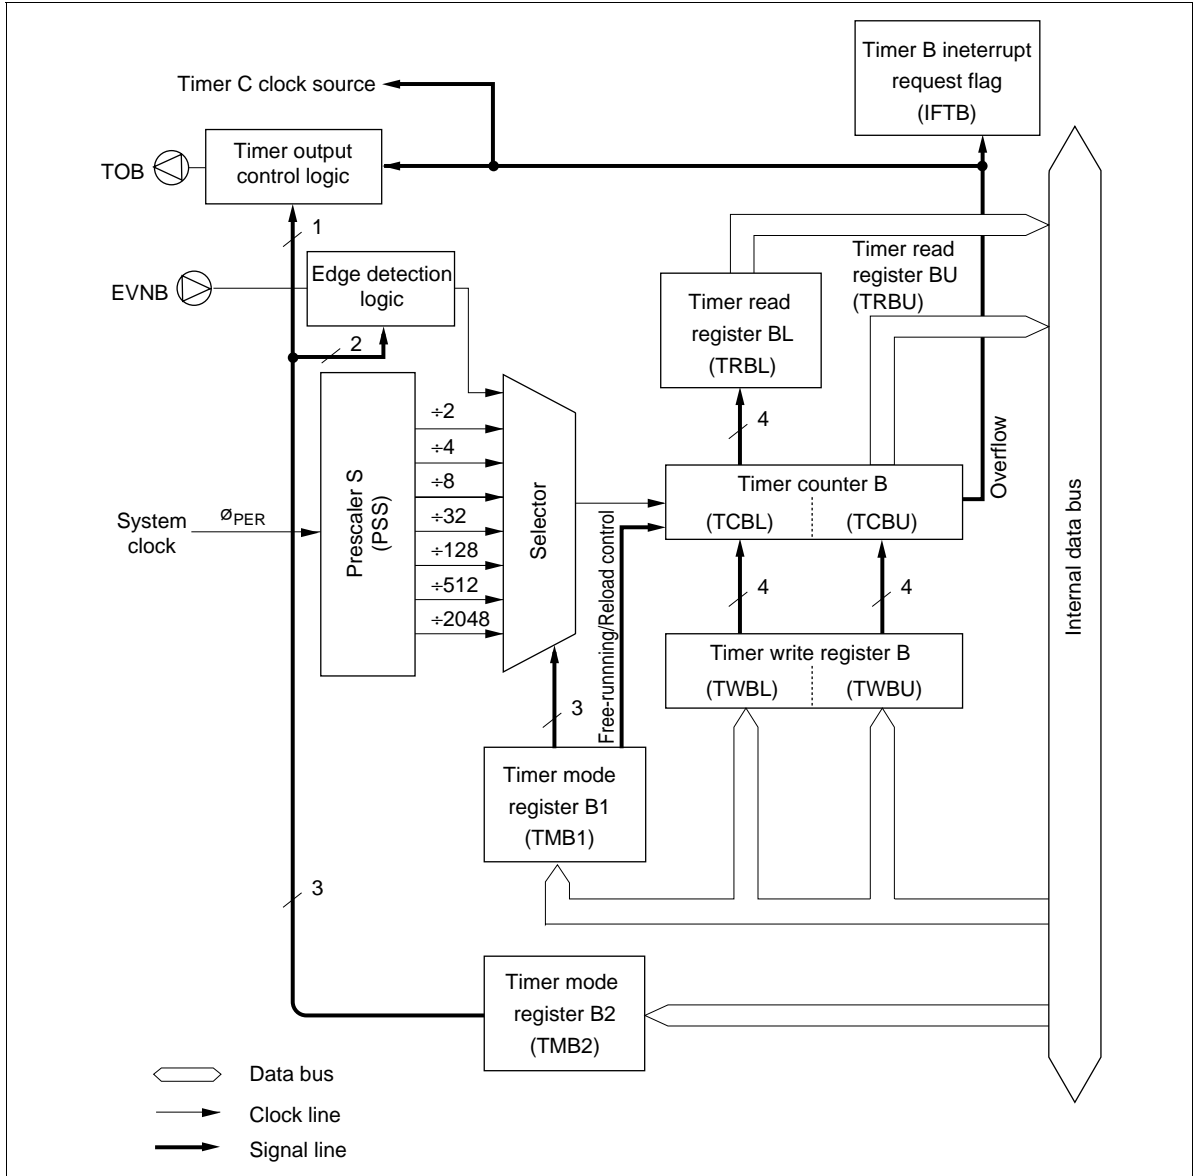 Timer B ineterrupt
request flag
(IFTB)
Timer C clock source
Timer output
control logic
TOB
1
Edge detection
logic
EVNB
2
Timer read
register BU
(TRBU)
Timer read
register BL
(TRBL)
4
Overflow
Internal data bus
÷2
÷4
÷8
÷32
÷128
÷512
÷2048
Prescaler S
(PSS)
Selector
System
clock
øPER
Timer counter B
(TCBL)
(TCBU)
Free-runnning/Reload control
4
4
Timer write register B
(TWBL)
(TWBU)
3
Timer mode
register B1
(TMB1)
3
Timer mode
register B2
(TMB2)
Data bus
Clock line
Signal line